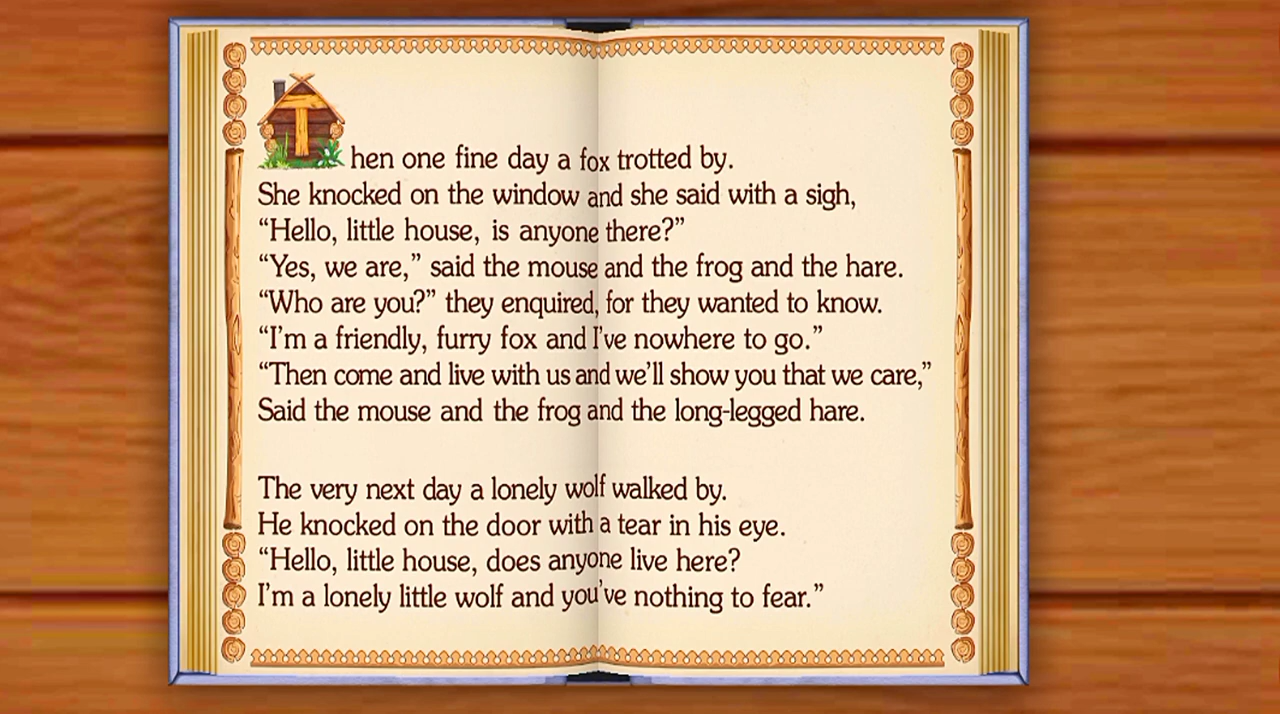 Then one fine day a fox trotted by.
She knocked on the window and she said with a sigh,
“Hello, little house, is anyone there?”
“Yes, we are,” said the mouse and the frog and the hare.
“Who are you?” they enquired, for they wanted to know.
“I’m a friendly, furry fox and I’ve nowhere to go.”
“Then come and live with us and we’ll show you that we care,”
Said the mouse and the frog and the long-legged hare.
The very next day a lonely wolf walked by.
He knocked on the door with a tear in his eye.
“Hello, little house, does anyone live here?
I’m a lonely little wolf and you’ve nothing to fear.”